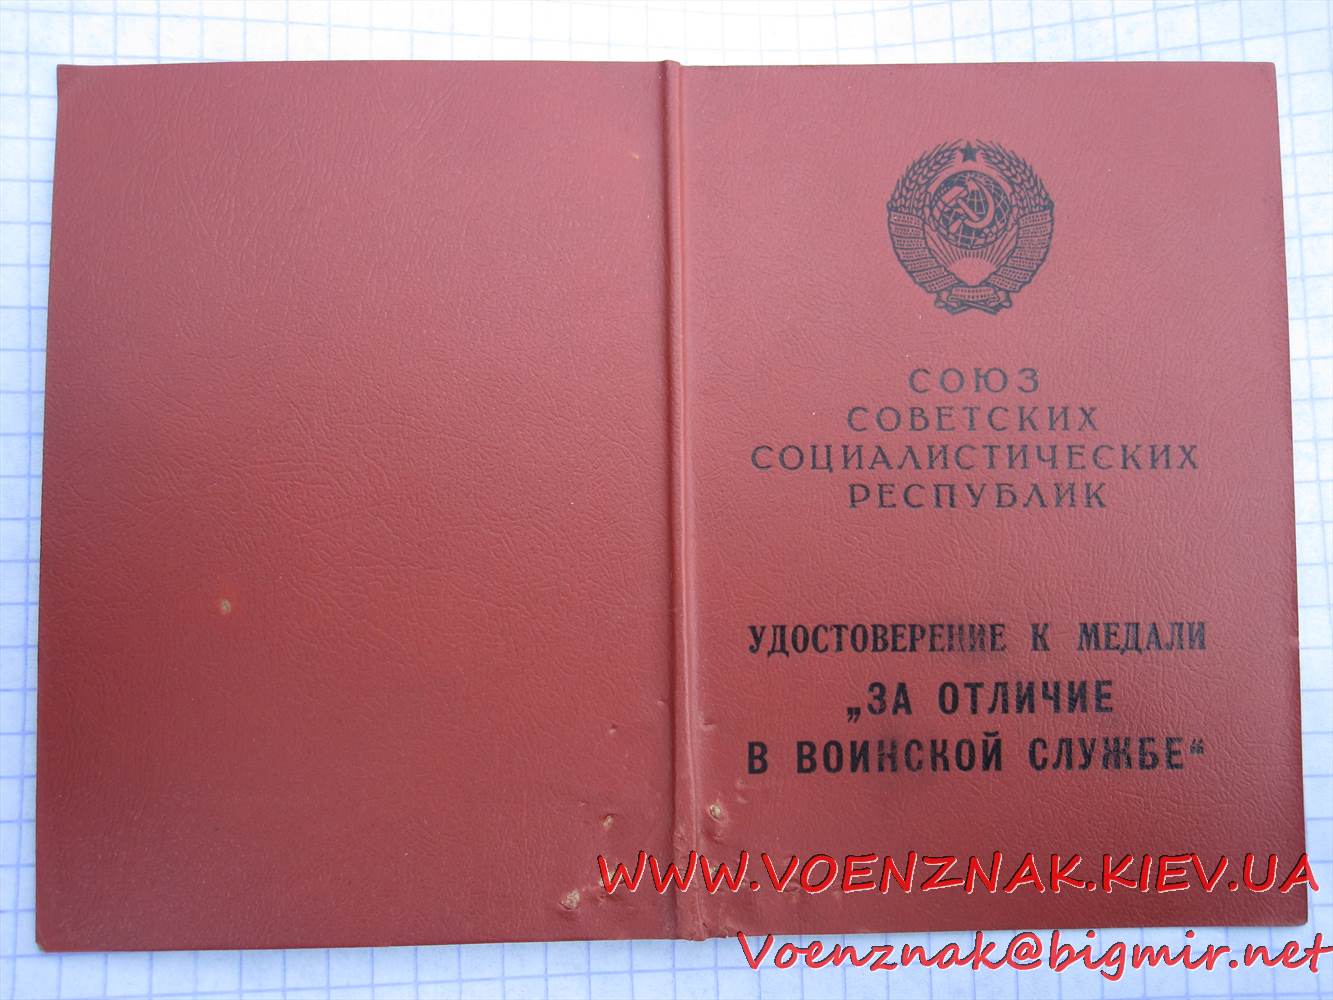 СОЮЗ
СОВЕТСКИХ
СОЦИАЛИСТИЧЕСКИХ
РЕСПУБЛИК
УДОСТОВЕРЕНИЕ К МЕДАЛИ
„ЗА ОТЛИЧИЕ
В ВОИНСКОЙ СЛУЖБЕ“
WWW.VOENZNAK.KIEV.UA
Voenznak@bigmir.net